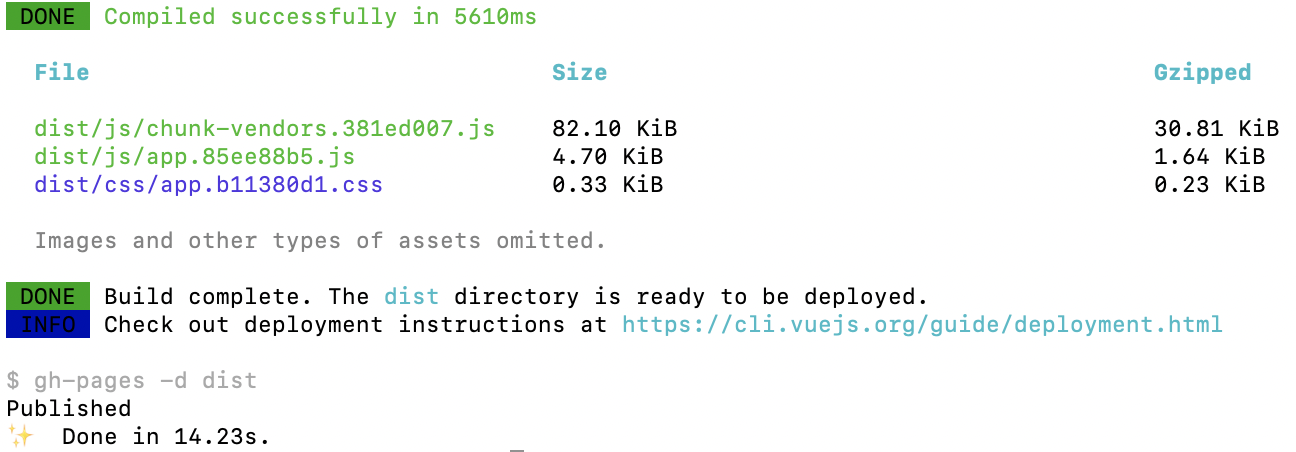 DONE Compiled successfully in 5610ms
File Size Gzipped
dist/js/chunk-vendors.381ed007.js 82.10 KiB 30.81 KiB
dist/js/app.85ee88b5.js 4.70 KiB 1.64 KiB
dist/css/app.b11380d1.css 0.33 KiB 0.23 KiB
Images and other types of assets omitted.
DONE Build complete. The dist directory is ready to be deployed.
INFO Check out deployment instructions at https://cli.vuejs.org/guide/deployment.html
$ gh-pages -d dist
Published
✨ Done in 14.23s.